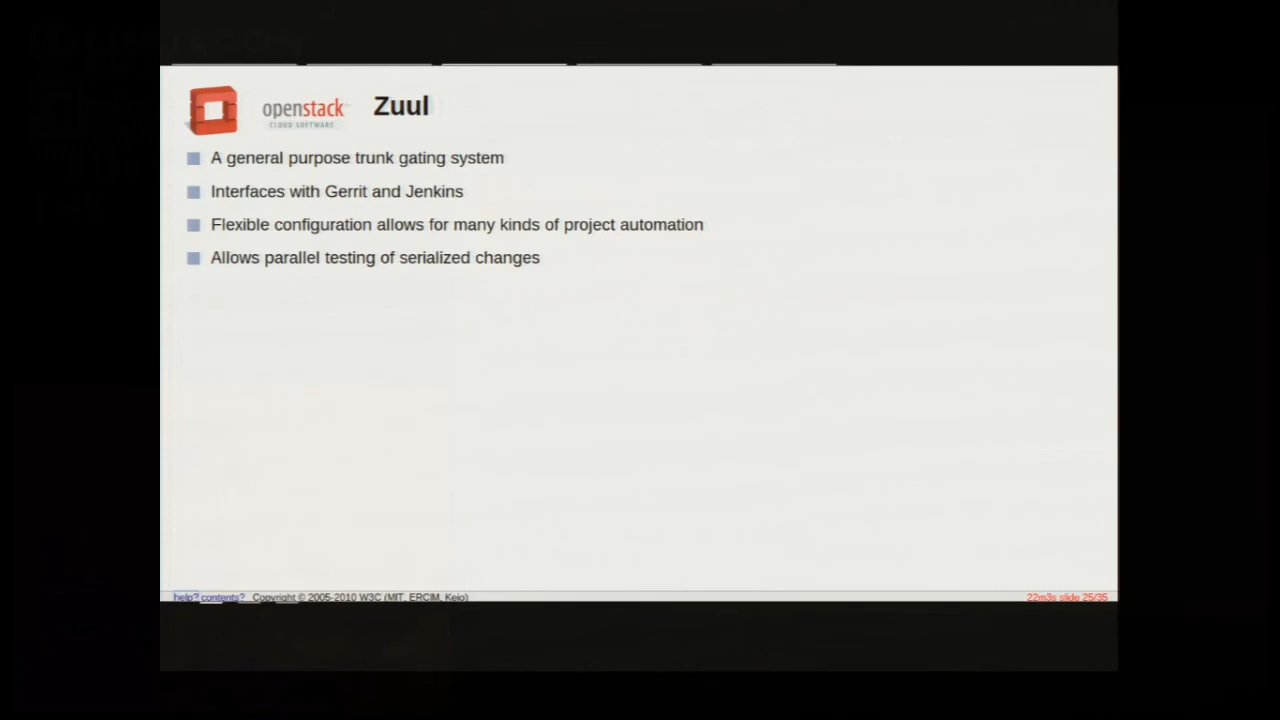 openstack
CLOUD SOFTWARE
Zuul
A general purpose trunk gating system
Interfaces with Gerrit and Jenkins
Flexible configuration allows for many kinds of project automation
Allows parallel testing of serialized changes
help? contents? Copyright © 2005-2010 W3C (MIT, ERCIM, Keio)
22m3s slide 25/35